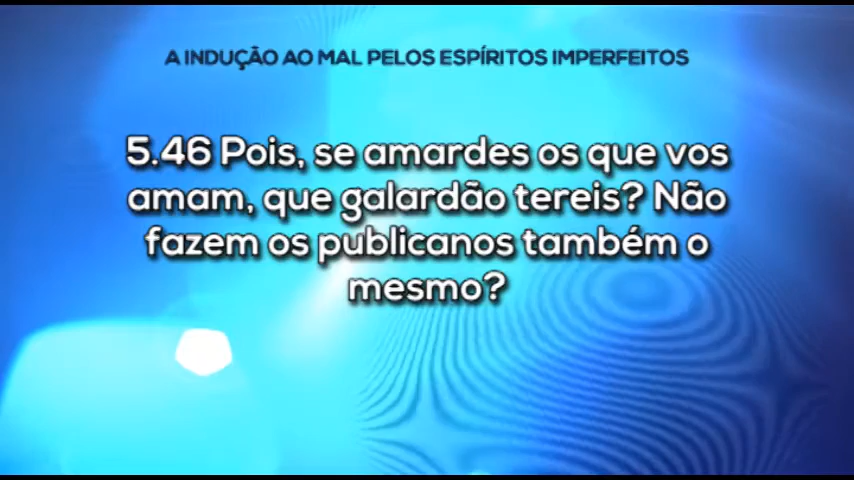 A INDUÇÃO AO MAL PELOS ESPÍRITOS IMPERFEITOS
5.46 Pois, se amardes os que vos
amam, que galardão tereis? Não
fazem os publicanos também o
mesmo?